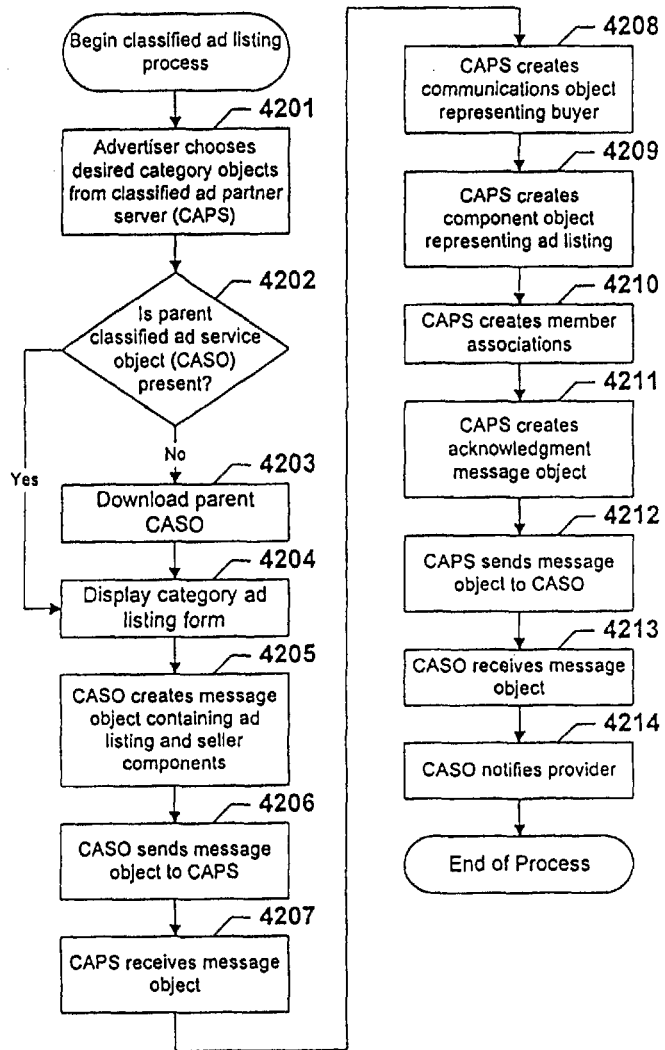 Begin classified ad listing
process
4201
Advertiser chooses
desired category objects
from classified ad partner
server (CAPS)
4202
Is parent
classified ad service
object (CASO)
present?
Yes
No
4203
Download parent
CASO
4204
Display category ad
listing form
4205
CASO creates message
object containing ad
listing and seller
components
4206
CASO sends message
object to CAPS
4207
CAPS receives message
object
4208
CAPS creates
communications object
representing buyer
4209
CAPS creates
component object
representing ad listing
4210
CAPS creates member
associations
4211
CAPS creates
acknowledgment
message object
4212
CAPS sends message
object to CASO
4213
CASO receives message
object
4214
CASO notifies provider
End of Process